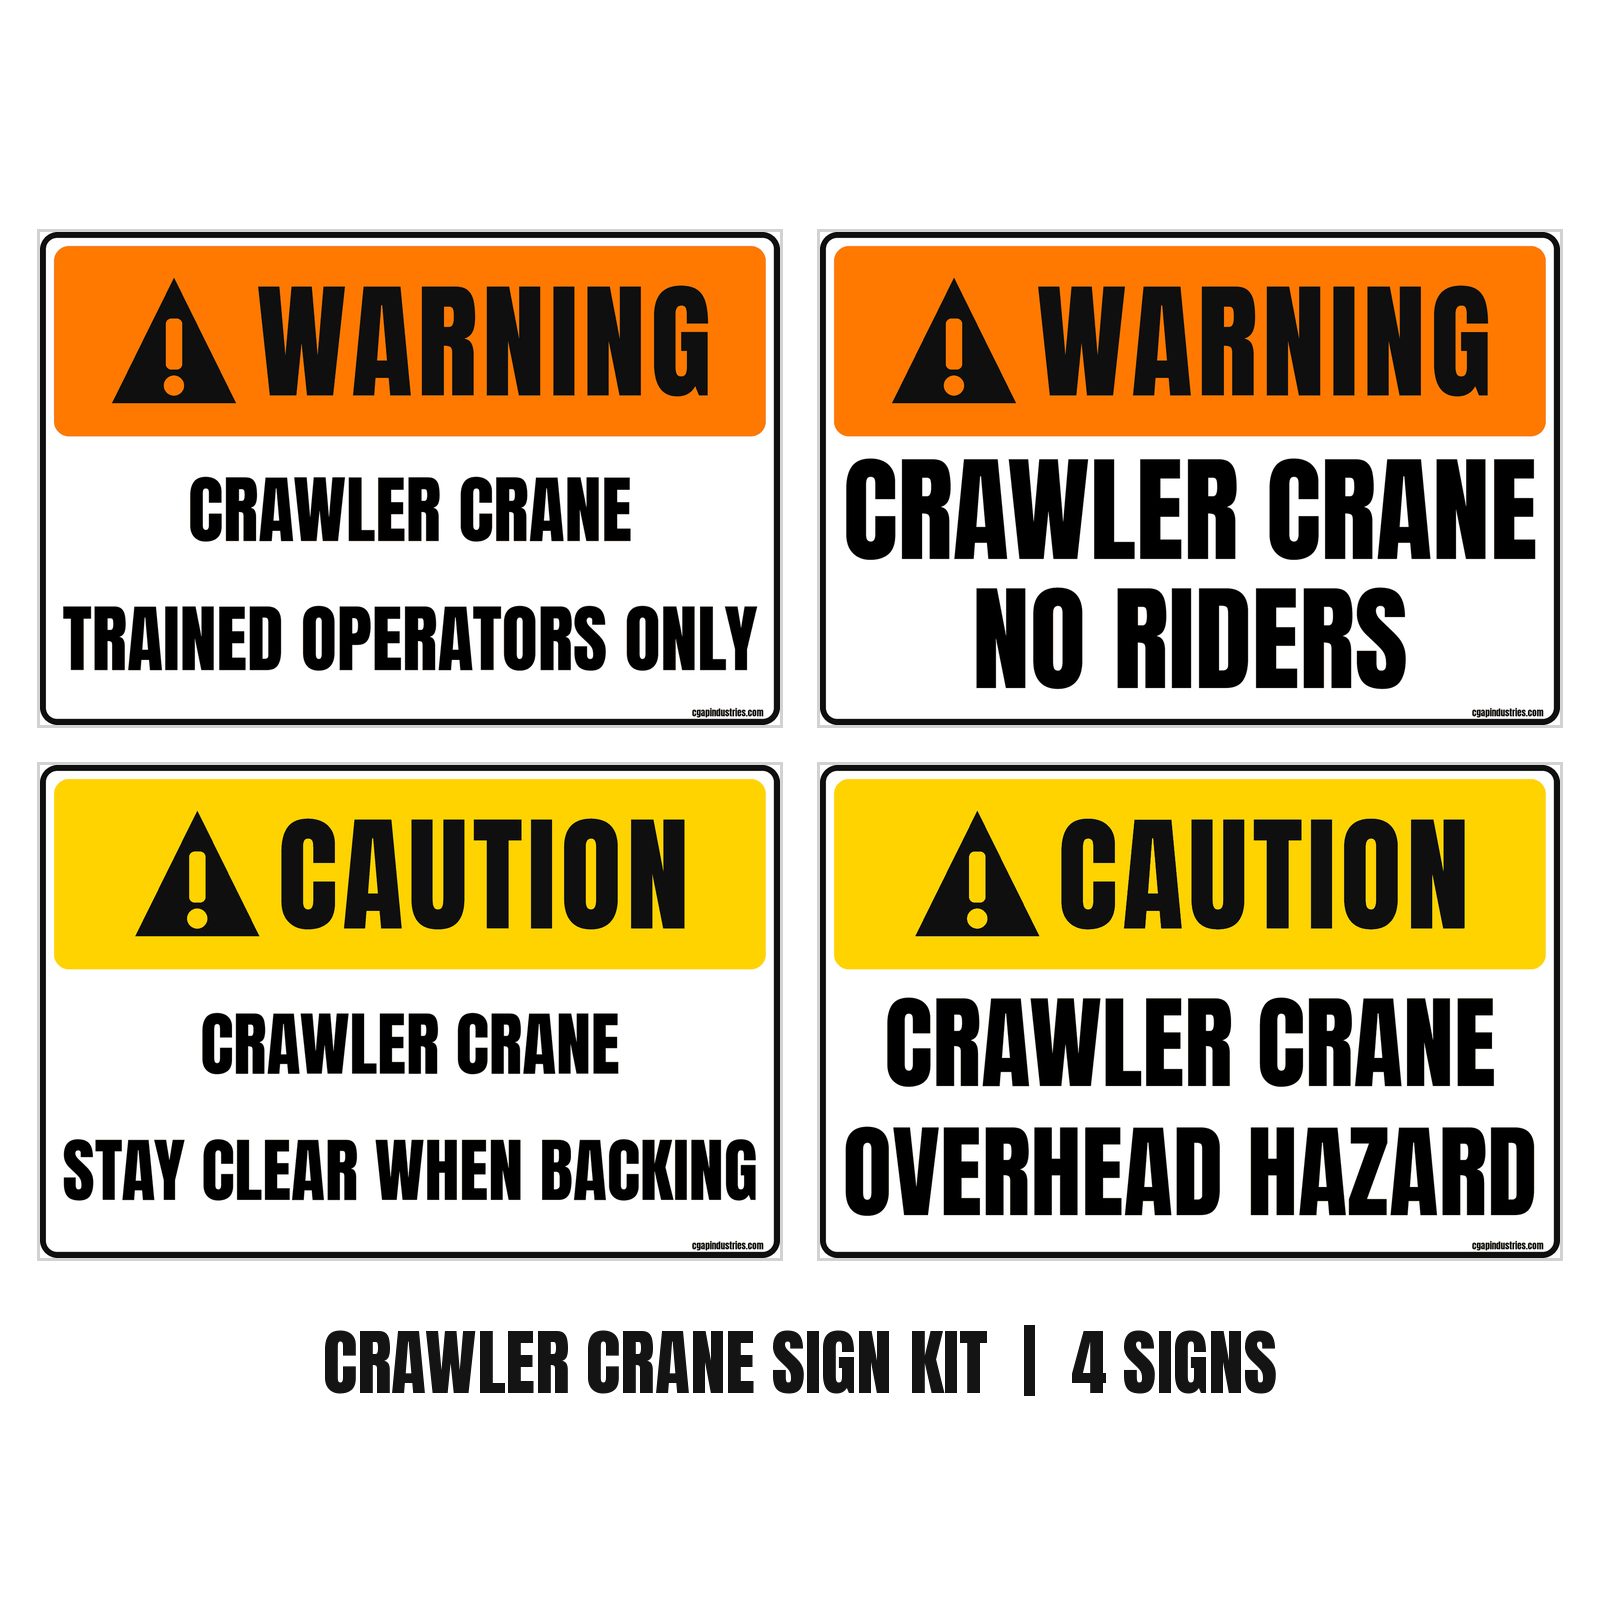 WARNING
CRAWLER CRANE
TRAINED OPERATORS ONLY
cgapindustries.com
WARNING
CRAWLER CRANE
NO RIDERS
cgapindustries.com
CAUTION
CRAWLER CRANE
STAY CLEAR WHEN BACKING
cgapindustries.com
CAUTION
CRAWLER CRANE
OVERHEAD HAZARD
cgapindustries.com
CRAWLER CRANE SIGN KIT | 4 SIGNS